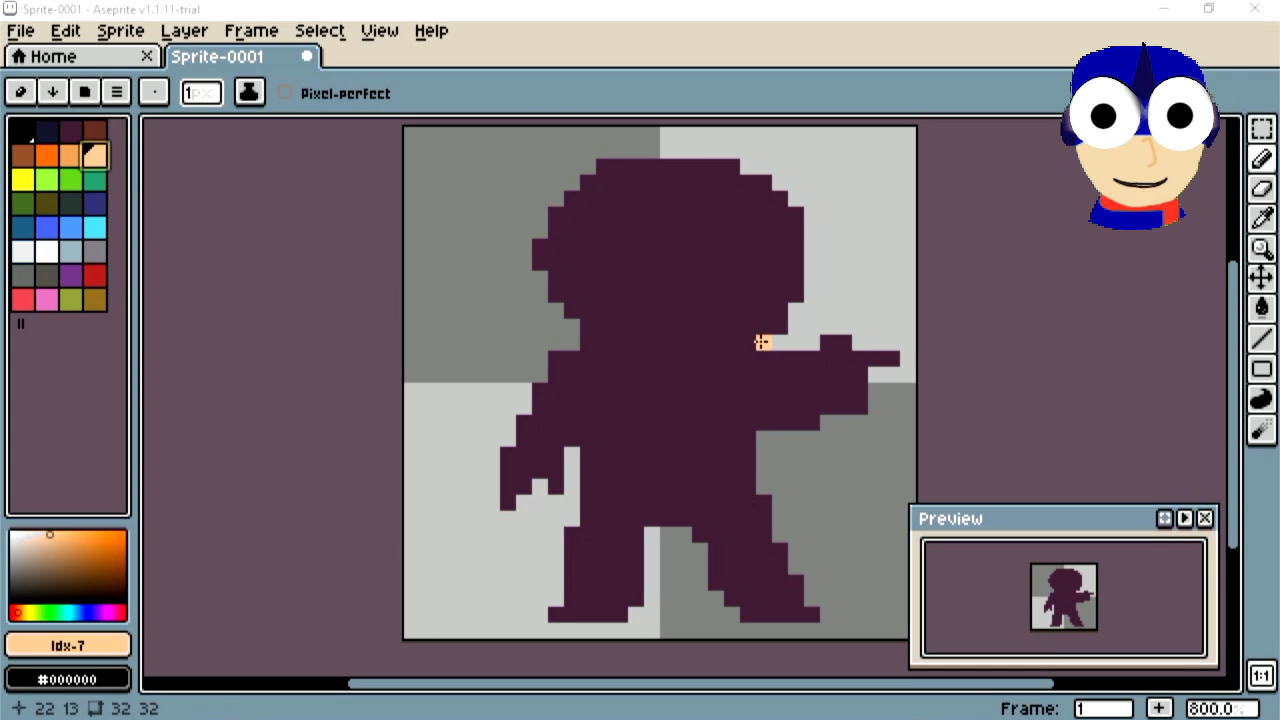 Sprite-0001 - Aseprite v1.1.11-trial
File Edit Sprite Layer Frame Select View Help
Home Sprite-0001
1px Pixel-perfect
Preview
Idx-7
#000000
1:1
22 13 32 32 Frame: 1 800.0%